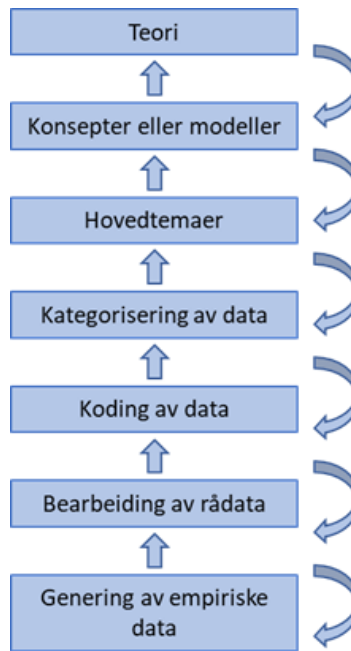 Teori
Konsepter eller modeller
Hovedtemaer
Kategorisering av data
Koding av data
Bearbeiding av rådata
Genering av empiriske
data